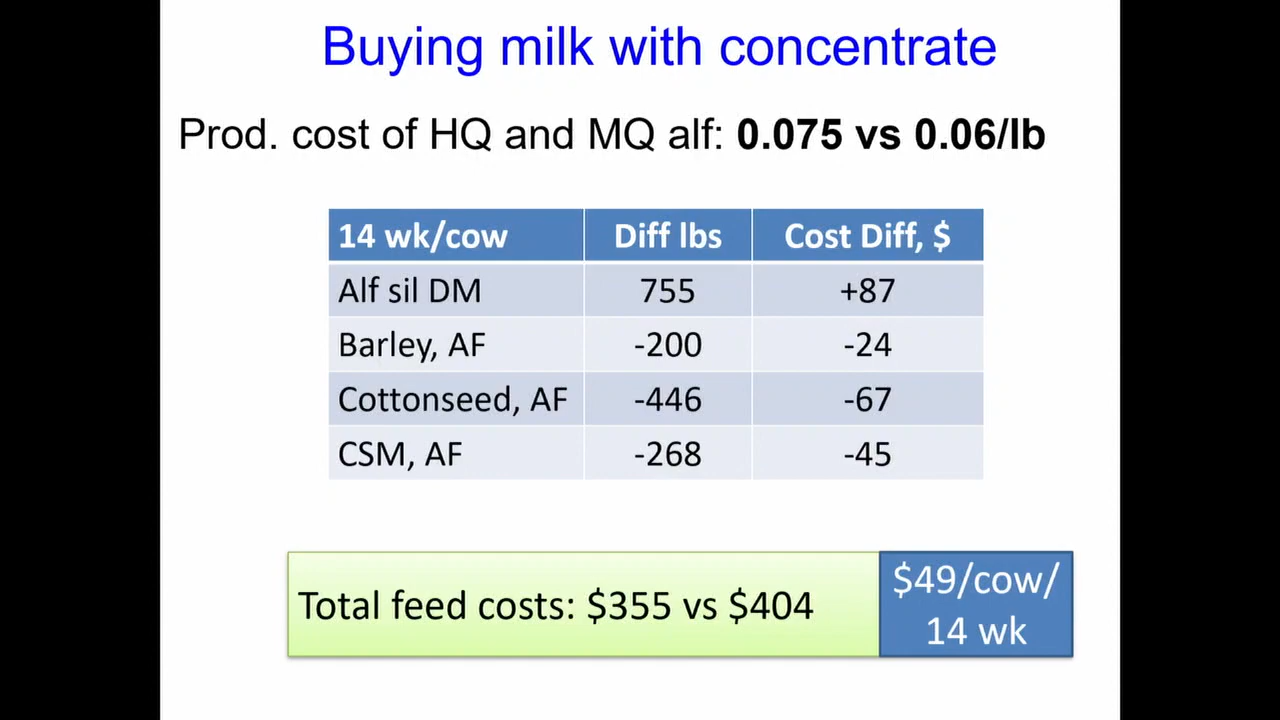 Buying milk with concentrate
Prod. cost of HQ and MQ alf: 0.075 vs 0.06/lb
14 wk/cow Diff lbs Cost Diff, $
Alf sil DM 755 +87
Barley, AF -200 -24
Cottonseed, AF -446 -67
CSM, AF -268 -45
Total feed costs: $355 vs $404
$49/cow/
14 wk